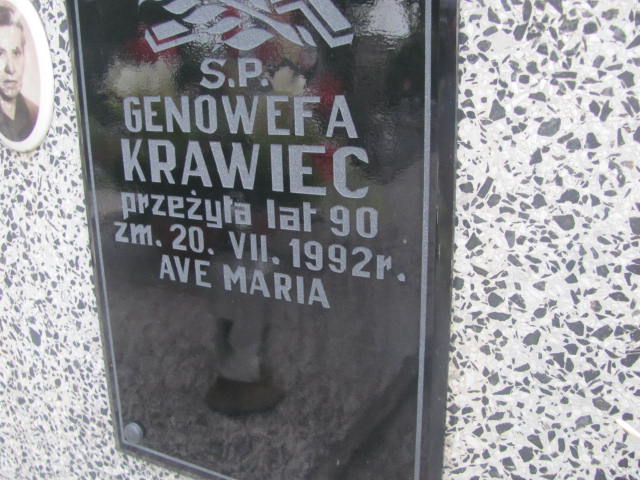 S.P.
GENOWEFA
KRAWIEC
przeżyła lat 90
zm. 20. VII. 1992r.
AVE MARIA